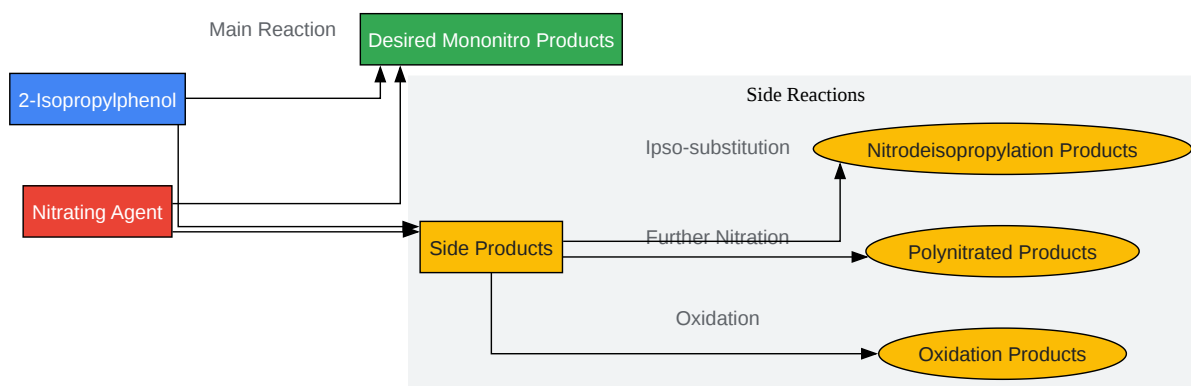 Main Reaction
Desired Mononitro Products
2-Isopropylphenol
Side Reactions
Ipso-substitution
Nitrodeisopropylation Products
Nitrating Agent
Side Products
Further Nitration
Polynitrated Products
Oxidation
Oxidation Products